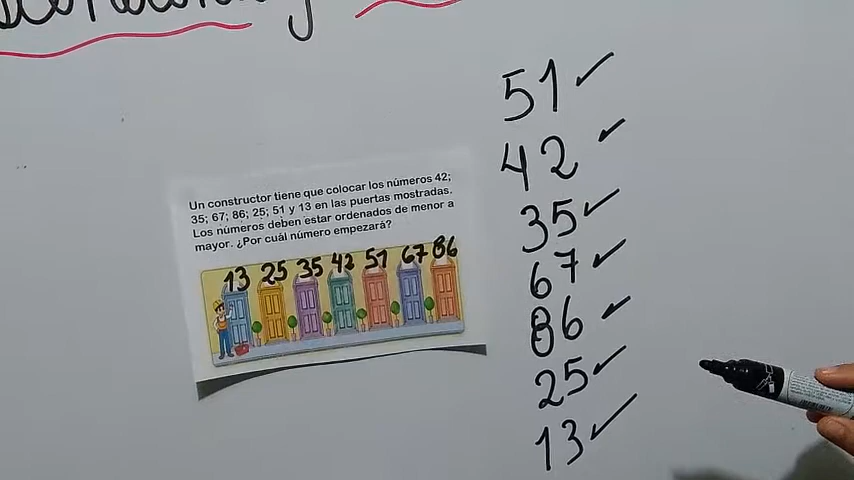 Un constructor tiene que colocar los números 42;
35; 67; 86; 25; 51 y 13 en las puertas mostradas.
Los números deben estar ordenados de menor a
mayor. ¿Por cuál número empezará?
13 25 35 42 51 67 86
51
42
35
67
86
25
13